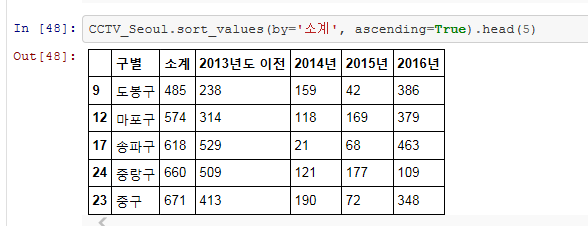 In [48]: CCTV_Seoul.sort_values(by='소계', ascending=True).head(5)
Out[48]:
구별 소계 2013년도 이전 2014년 2015년 2016년
9 도봉구 485 238 159 42 386
12 마포구 574 314 118 169 379
17 송파구 618 529 21 68 463
24 중랑구 660 509 121 177 109
23 중구 671 413 190 72 348